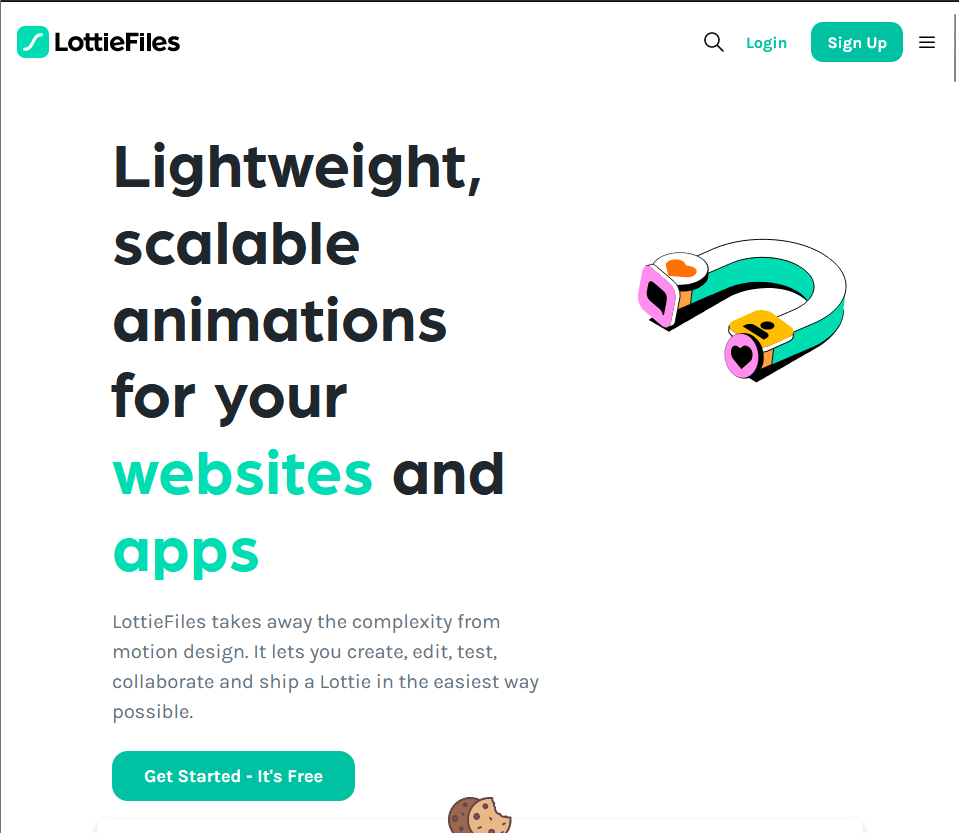 LottieFiles
Login
Sign Up
Lightweight,
scalable
animations
for your
websites and
apps
LottieFiles takes away the complexity from
motion design. It lets you create, edit, test,
collaborate and ship a Lottie in the easiest way
possible.
Get Started - It's Free